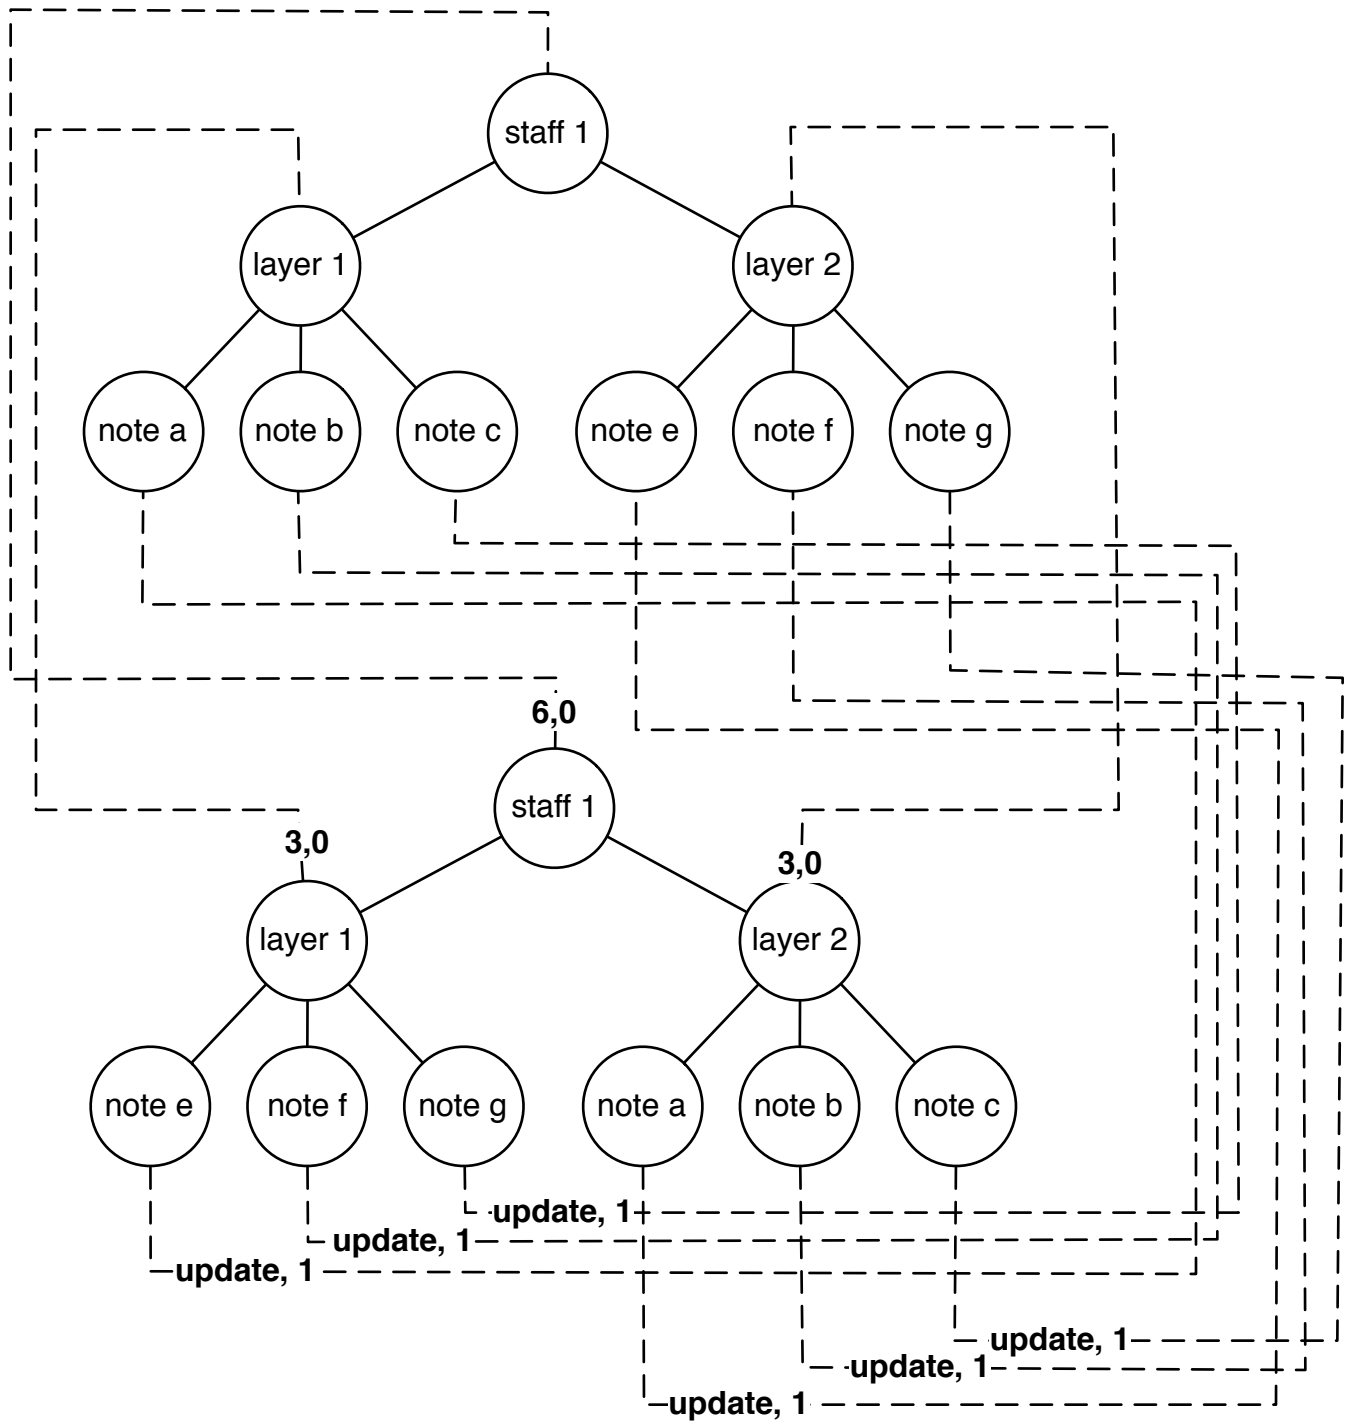 staff 1
layer 1
layer 2
note a
note b
note c
note e
note f
note g
6,0
staff 1
3,0
3,0
layer 1
layer 2
note e
note f
note g
note a
note b
note c
update, 1
update, 1
update, 1
update, 1
update, 1
update, 1